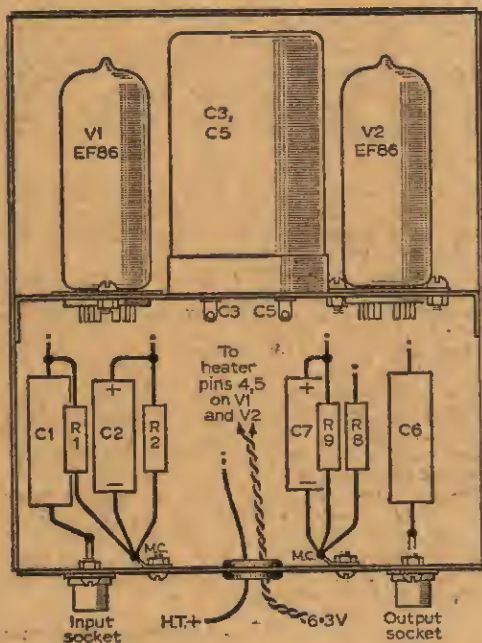 V1
EF86
C3,
C5
V2
EF86
C3 C5
To
heater
pins 4,5
on V1
and V2
C1
R
1
C2
+
−
R
2
C7
+
−
R
9
R
8
C6
M.C.
M.C.
Input
socket
H.T.+
6·3V
Output
socket